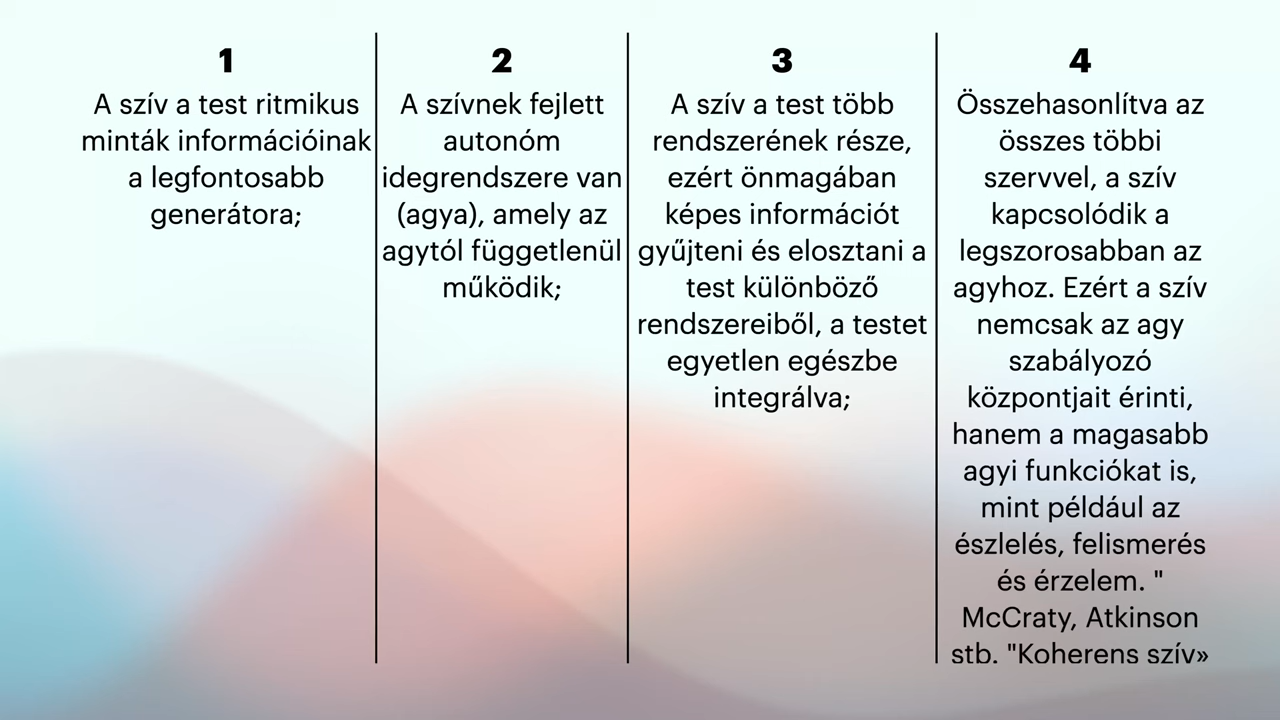 1
A szív a test ritmikus
minták információinak
a legfontosabb
generátora;
2
A szívnek fejlett
autonóm
idegrendszere van
(agya), amely az
agytól függetlenül
működik;
3
A szív a test több
rendszerének része,
ezért önmagában
képes információt
gyűjteni és elosztani a
test különböző
rendszereiből, a testet
egyetlen egészbe
integrálva;
4
Összehasonlítva az
összes többi
szervvel, a szív
kapcsolódik a
legszorosabban az
agyhoz. Ezért a szív
nemcsak az agy
szabályozó
központjait érinti,
hanem a magasabb
agyi funkciókat is,
mint például az
észlelés, felismerés
és érzelem. "
McCraty, Atkinson
stb. "Koherens szív»